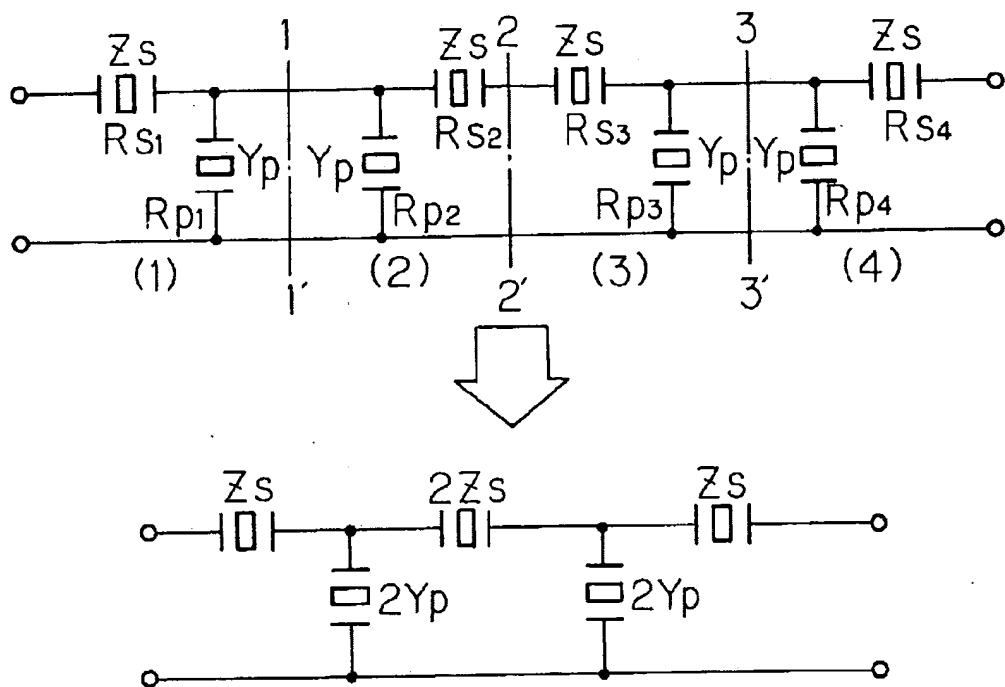 1 2 3
Zs Zs Zs Zs
Rs1 Rs2 Rs3 Rs4
Yp Yp Yp Yp
Rp1 Rp2 Rp3 Rp4
(1) (2) (3) (4)
1' 2' 3'
Zs 2Zs Zs
2Yp 2Yp